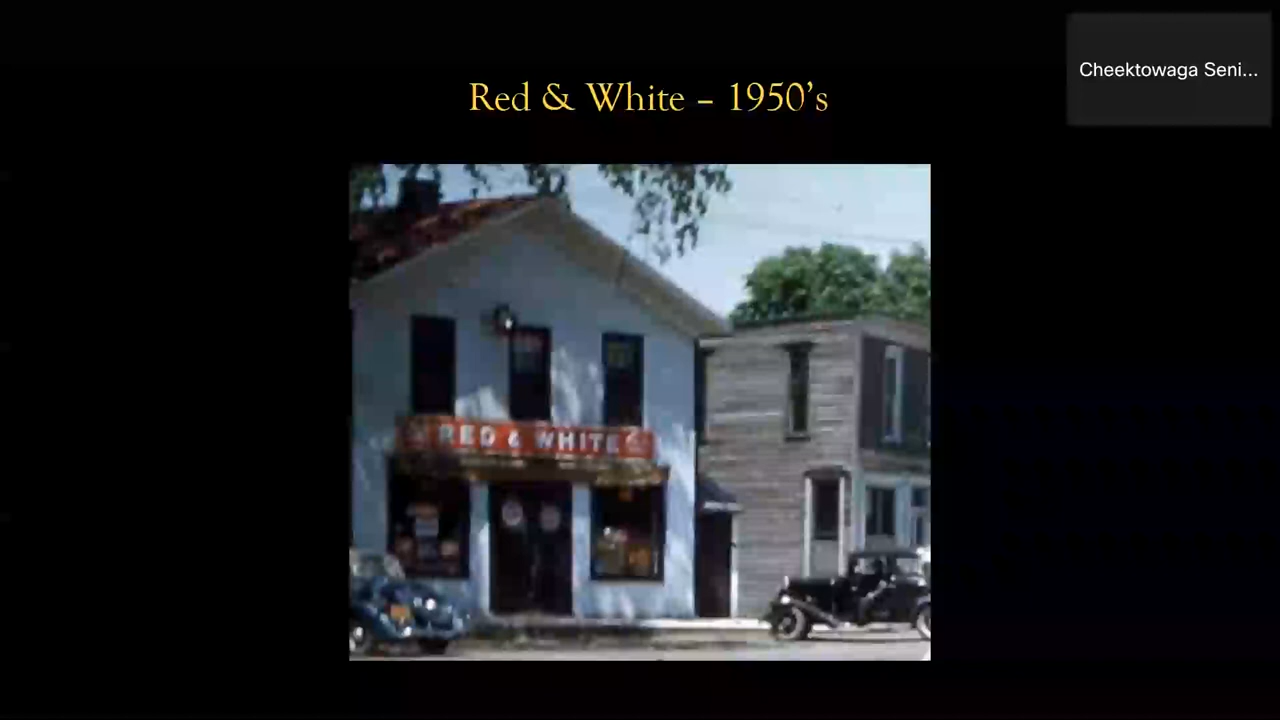 Red & White – 1950's
Cheektowaga Seni...
RED & WHITE